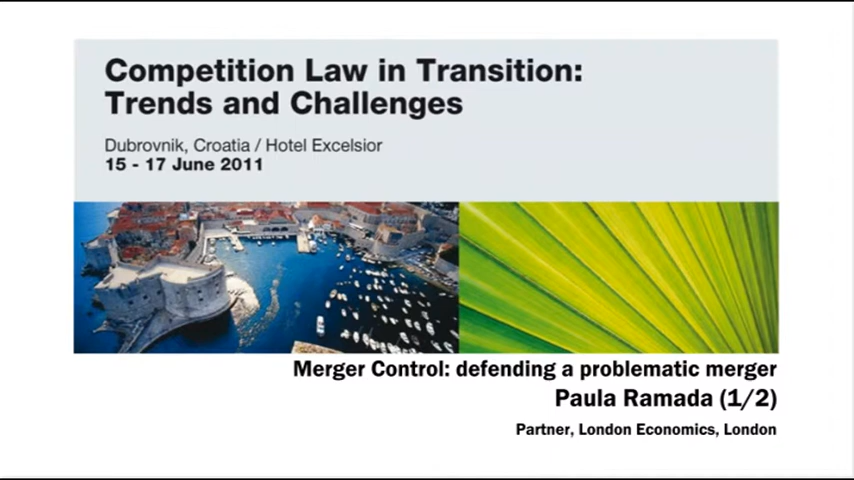 Competition Law in Transition:
Trends and Challenges
Dubrovnik, Croatia / Hotel Excelsior
15 - 17 June 2011
Merger Control: defending a problematic merger
Paula Ramada (1/2)
Partner, London Economics, London